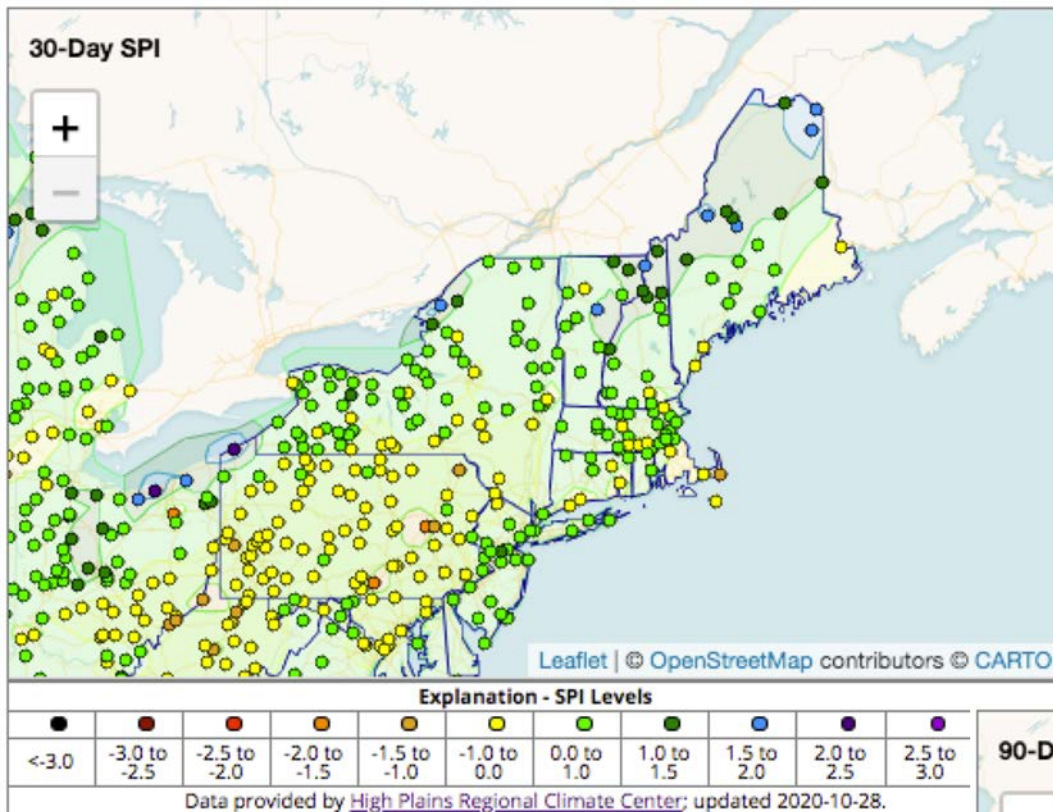 30-Day SPI
+
−
Leaflet | © OpenStreetMap contributors © CARTO
Explanation - SPI Levels
<-3.0 -3.0 to -2.5 -2.5 to -2.0 -2.0 to -1.5 -1.5 to -1.0 -1.0 to 0.0 0.0 to 1.0 1.0 to 1.5 1.5 to 2.0 2.0 to 2.5 2.5 to 3.0
Data provided by High Plains Regional Climate Center; updated 2020-10-28.
90-D